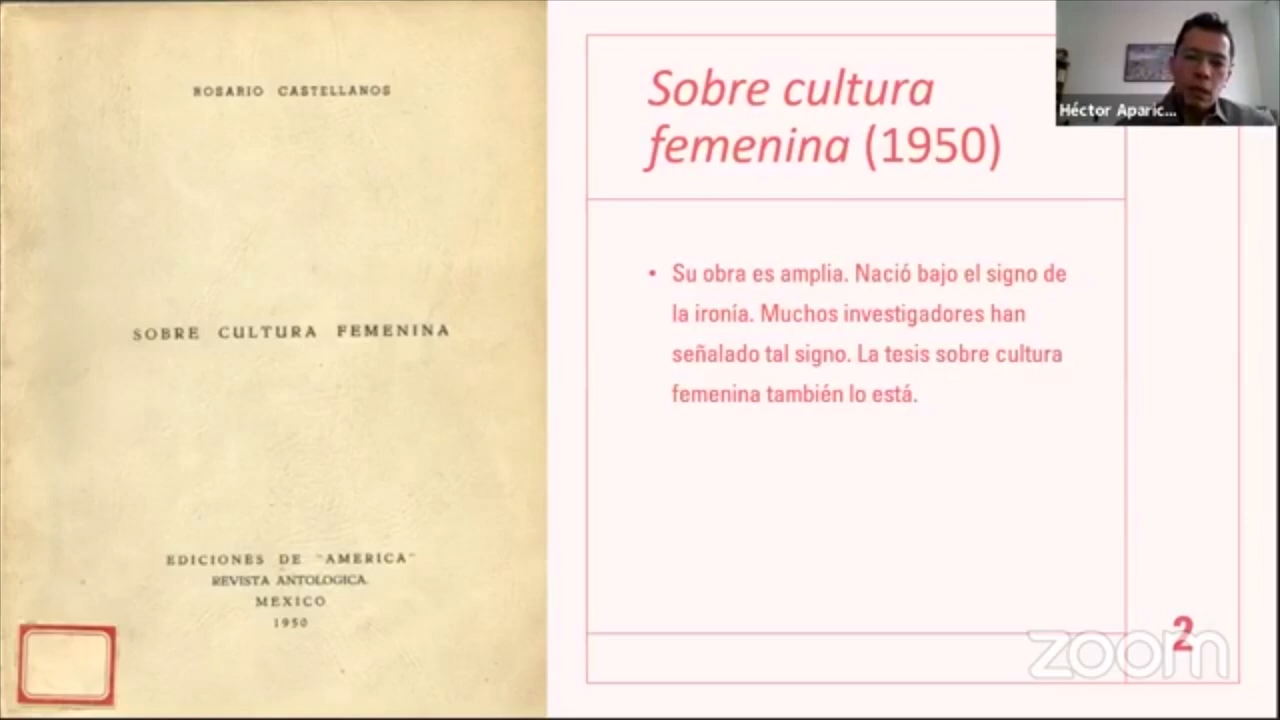 ROSARIO CASTELLANOS
SOBRE CULTURA FEMENINA
EDICIONES DE "AMERICA"
REVISTA ANTOLOGICA.
MEXICO
1950
Sobre cultura
femenina (1950)
• Su obra es amplia. Nació bajo el signo de
la ironía. Muchos investigadores han
señalado tal signo. La tesis sobre cultura
femenina también lo está.
Héctor Aparic...
2
zoom